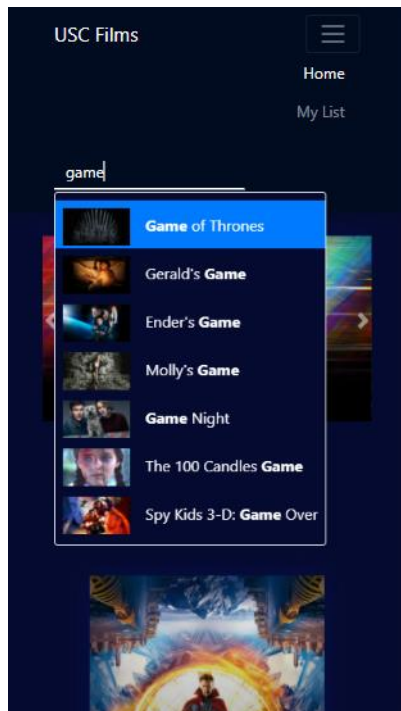 USC Films
Home
My List
game
Game of Thrones
Gerald's Game
Ender's Game
Molly's Game
Game Night
The 100 Candles Game
Spy Kids 3-D: Game Over